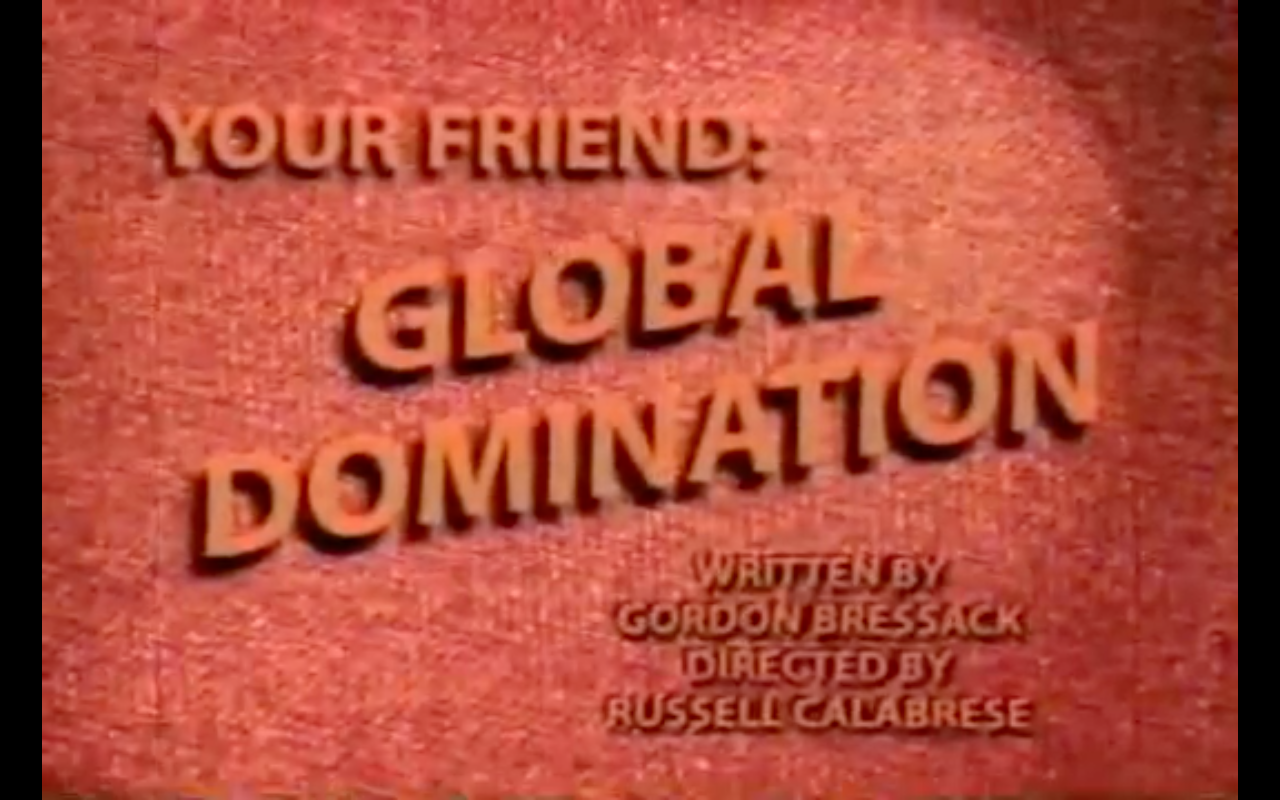 YOUR FRIEND:
GLOBAL
DOMINATION
WRITTEN BY
GORDON BRESSACK
DIRECTED BY
RUSSELL CALABRESE